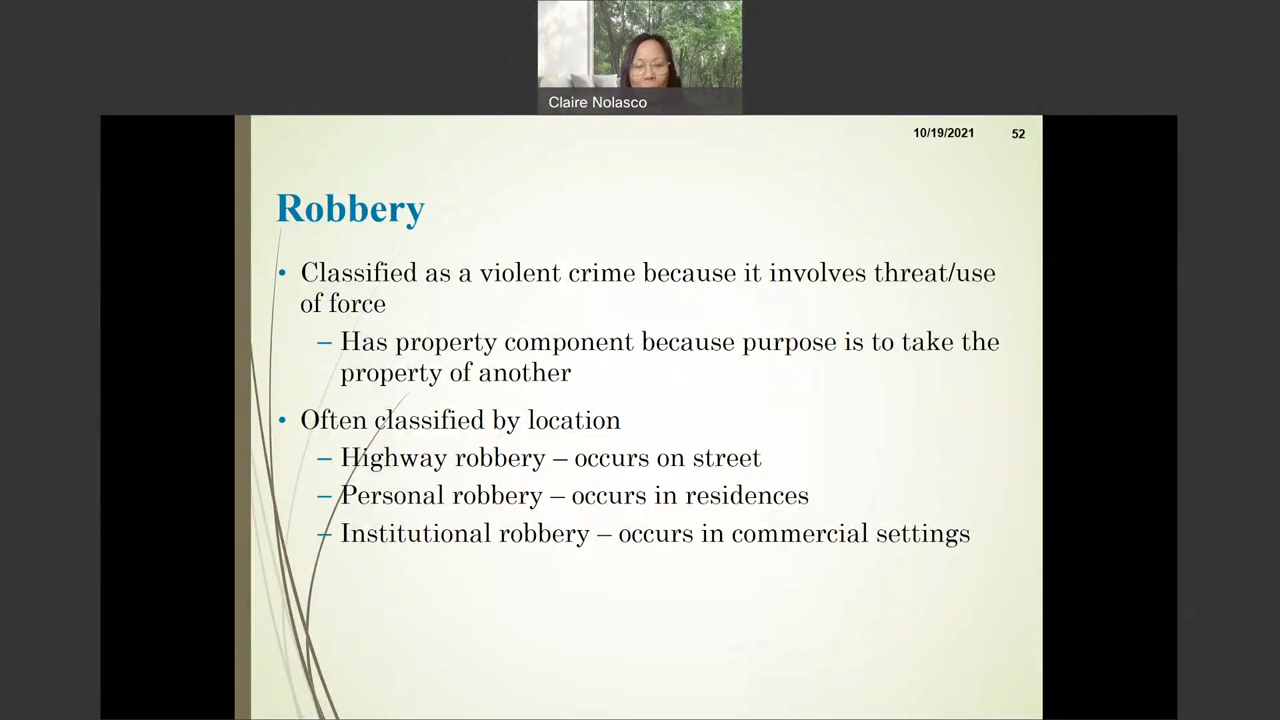 Claire Nolasco
10/19/2021 52
Robbery
• Classified as a violent crime because it involves threat/use
of force
– Has property component because purpose is to take the
property of another
• Often classified by location
– Highway robbery – occurs on street
– Personal robbery – occurs in residences
– Institutional robbery – occurs in commercial settings